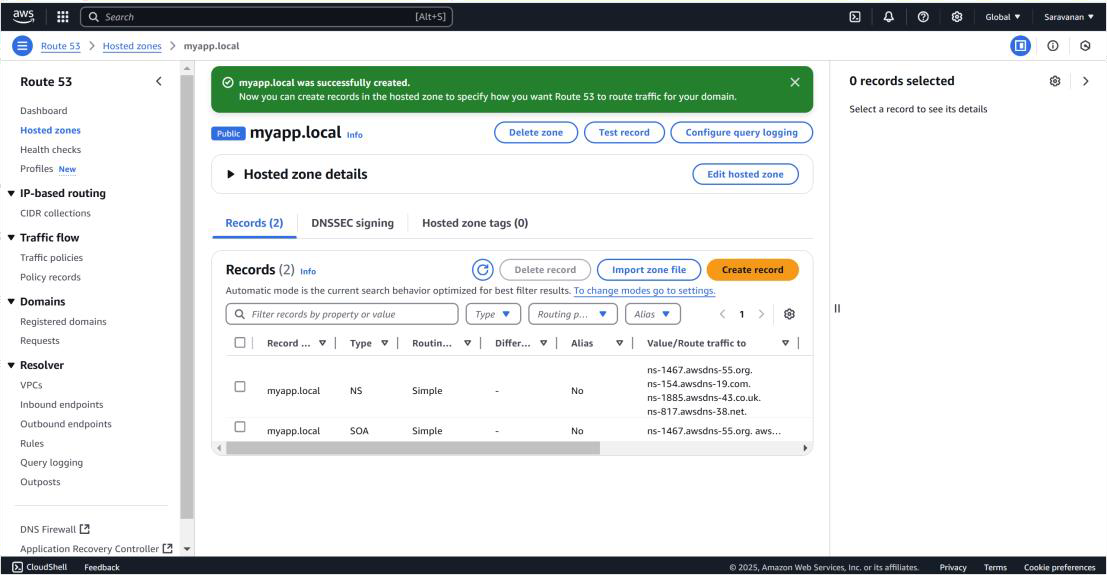 aws
Search
[Alt+S]
Global ▼
Saravanan ▼
Route 53 > Hosted zones > myapp.local
Route 53
Dashboard
Hosted zones
Health checks
Profiles New
IP-based routing
CIDR collections
Traffic flow
Traffic policies
Policy records
Domains
Registered domains
Requests
Resolver
VPCs
Inbound endpoints
Outbound endpoints
Rules
Query logging
Outposts
DNS Firewall
Application Recovery Controller
myapp.local was successfully created.
Now you can create records in the hosted zone to specify how you want Route 53 to route traffic for your domain.
Public myapp.local Info
Delete zone
Test record
Configure query logging
Hosted zone details
Edit hosted zone
Records (2)
DNSSEC signing
Hosted zone tags (0)
Records (2) Info
Delete record
Import zone file
Create record
Automatic mode is the current search behavior optimized for best filter results. To change modes go to settings.
Filter records by property or value
Type
Routing p...
Alias
1
Record ... Type Routin... Differ... Alias Value/Route traffic to
myapp.local NS Simple - No
ns-1467.awsdns-55.org.
ns-154.awsdns-19.com.
ns-1885.awsdns-43.co.uk.
ns-817.awsdns-38.net.
myapp.local SOA Simple - No ns-1467.awsdns-55.org. aws...
0 records selected
Select a record to see its details
CloudShell
Feedback
© 2025, Amazon Web Services, Inc. or its affiliates.
Privacy
Terms
Cookie preferences